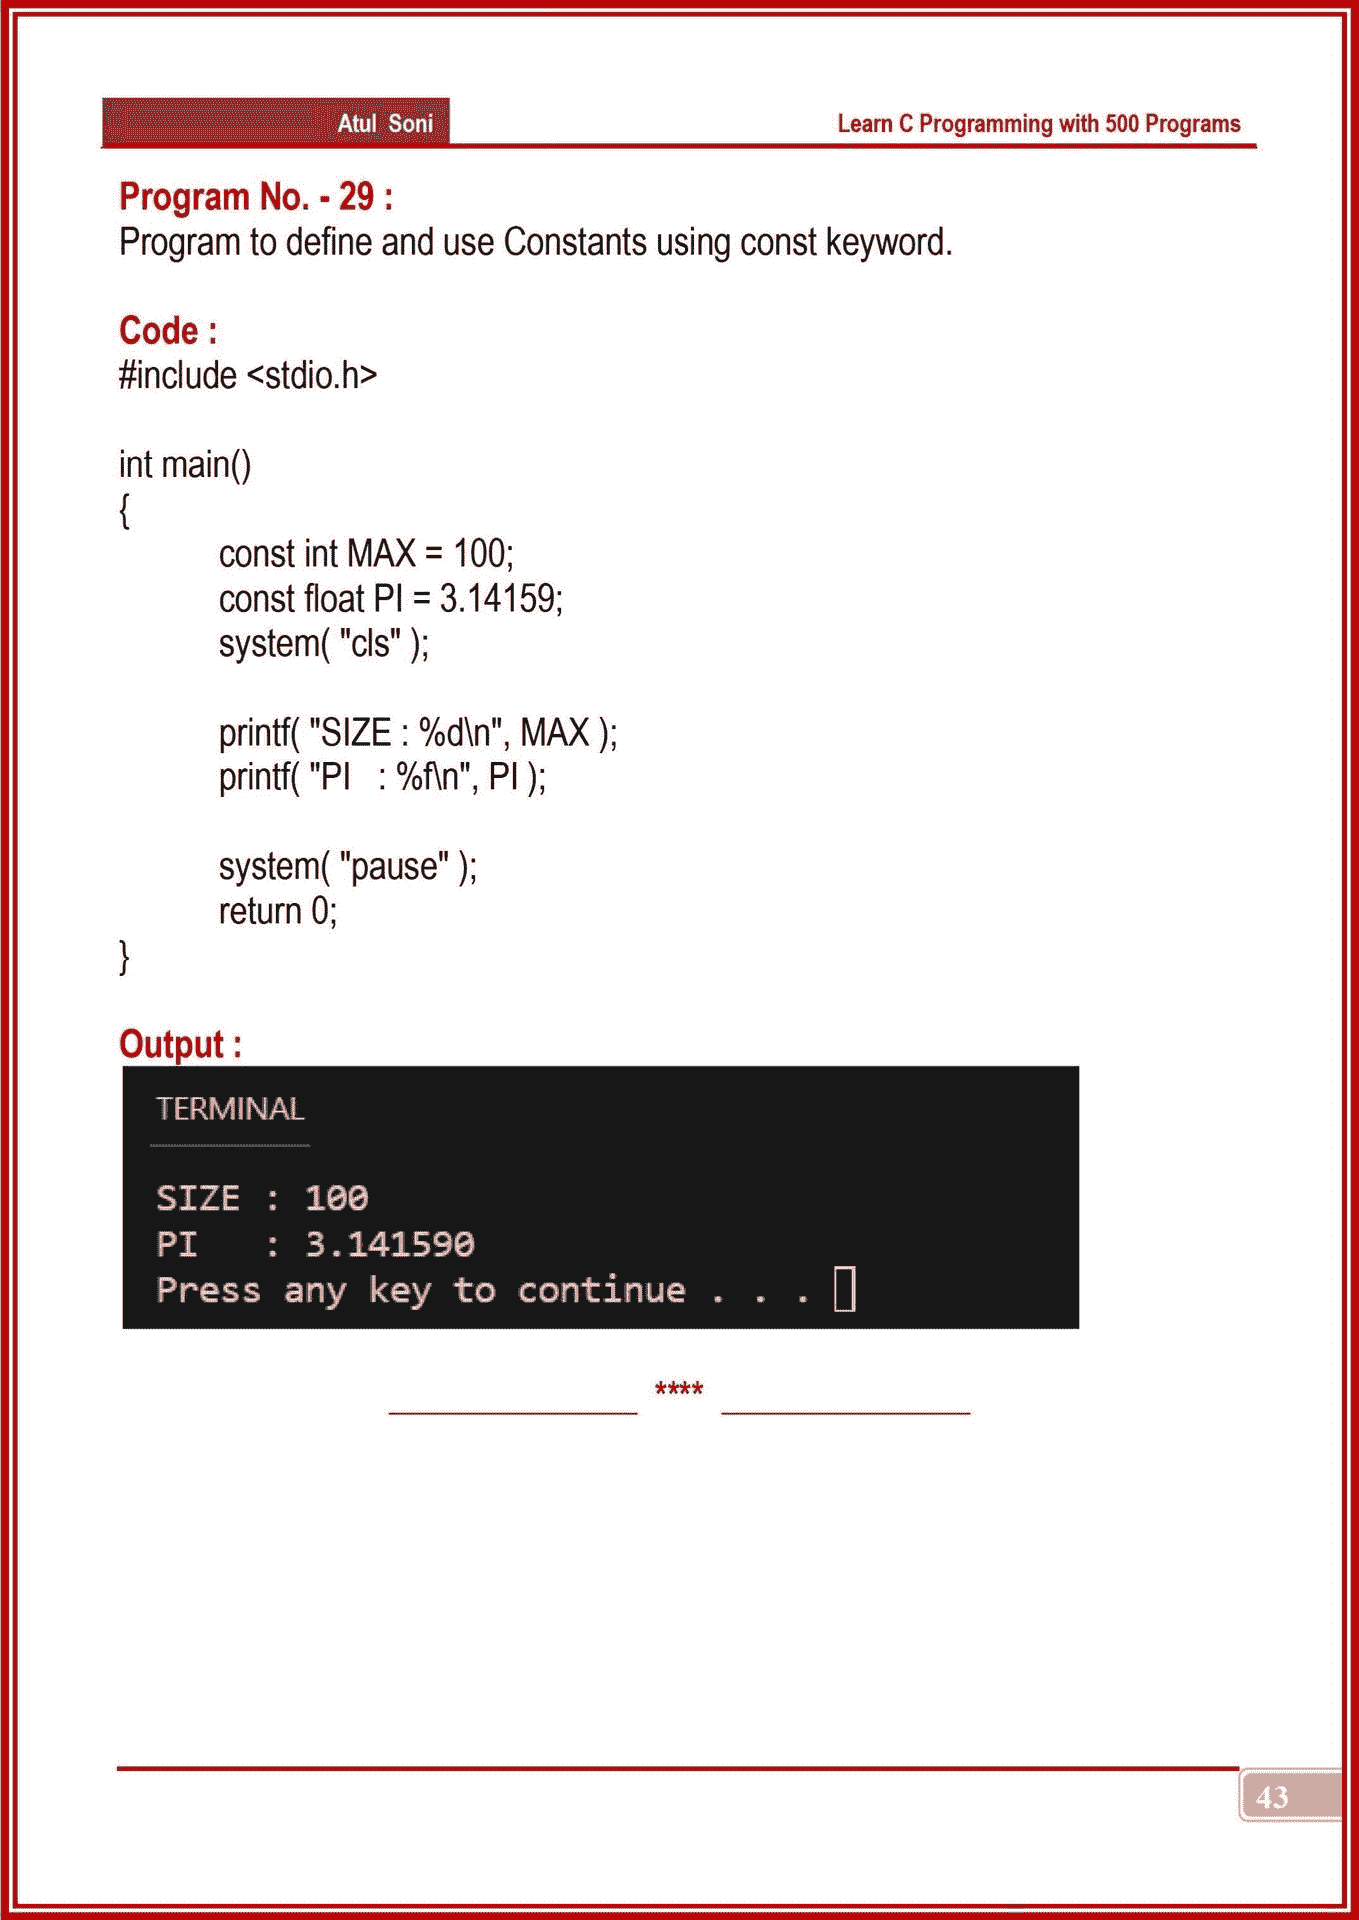 Atul Soni
Learn C Programming with 500 Programs
Program No. - 29 :
Program to define and use Constants using const keyword.
Code :
#include <stdio.h>
int main()
{
const int MAX = 100;
const float PI = 3.14159;
system( "cls" );
printf( "SIZE : %d\n", MAX );
printf( "PI   : %f\n", PI );
system( "pause" );
return 0;
}
Output :
TERMINAL
SIZE : 100
PI   : 3.141590
Press any key to continue . . .
****
43